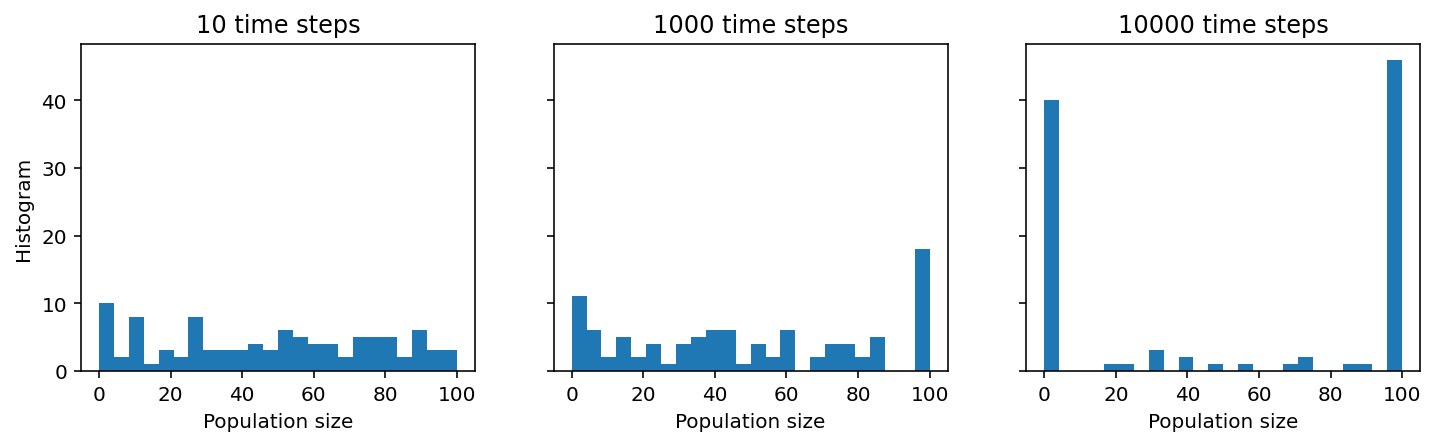 10 time steps
1000 time steps
10000 time steps
Histogram
40
30
20
10
0
0 20 40 60 80 100
0 20 40 60 80 100
0 20 40 60 80 100
Population size
Population size
Population size